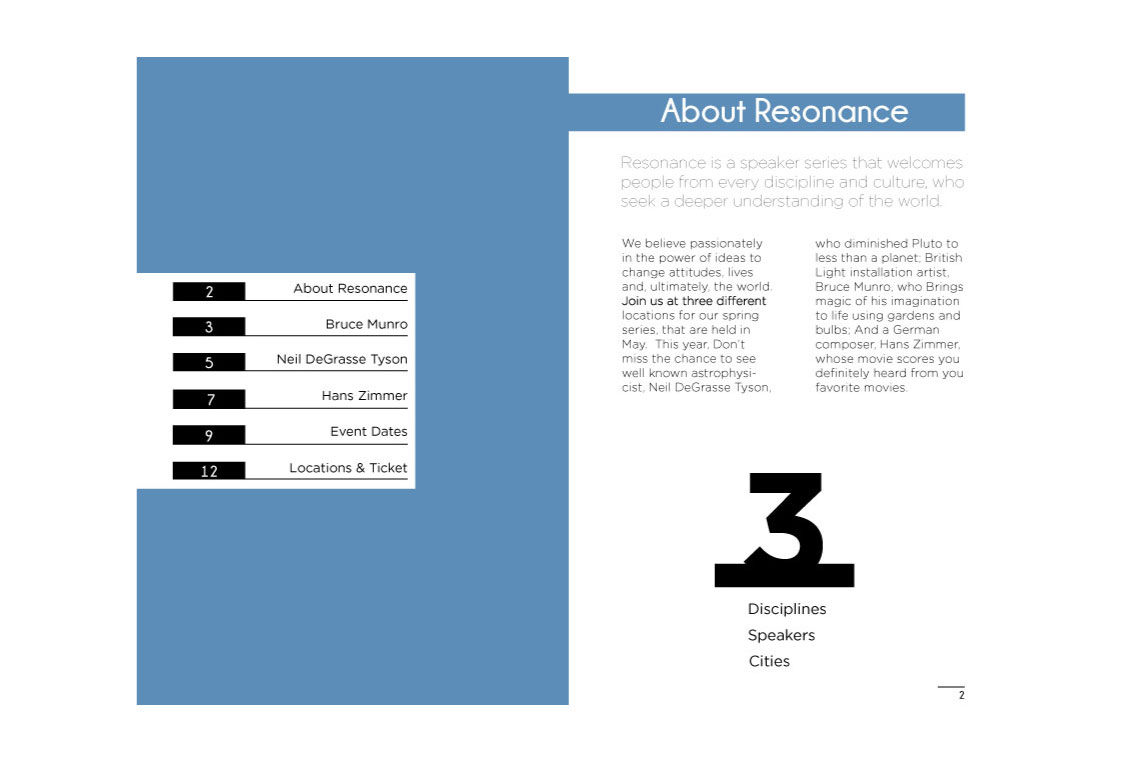 2 About Resonance
3 Bruce Munro
5 Neil DeGrasse Tyson
7 Hans Zimmer
9 Event Dates
12 Locations & Ticket
About Resonance
Resonance is a speaker series that welcomes
people from every discipline and culture, who
seek a deeper understanding of the world.
We believe passionately
in the power of ideas to
change attitudes, lives
and, ultimately, the world.
Join us at three different
locations for our spring
series, that are held in
May.  This year, Don't
miss the chance to see
well known astrophysi-
cist, Neil DeGrasse Tyson,
who diminished Pluto to
less than a planet; British
Light installation artist,
Bruce Munro, who Brings
magic of his imagination
to life using gardens and
bulbs; And a German
composer, Hans Zimmer,
whose movie scores you
definitely heard from you
favorite movies.
3
Disciplines
Speakers
Cities
2